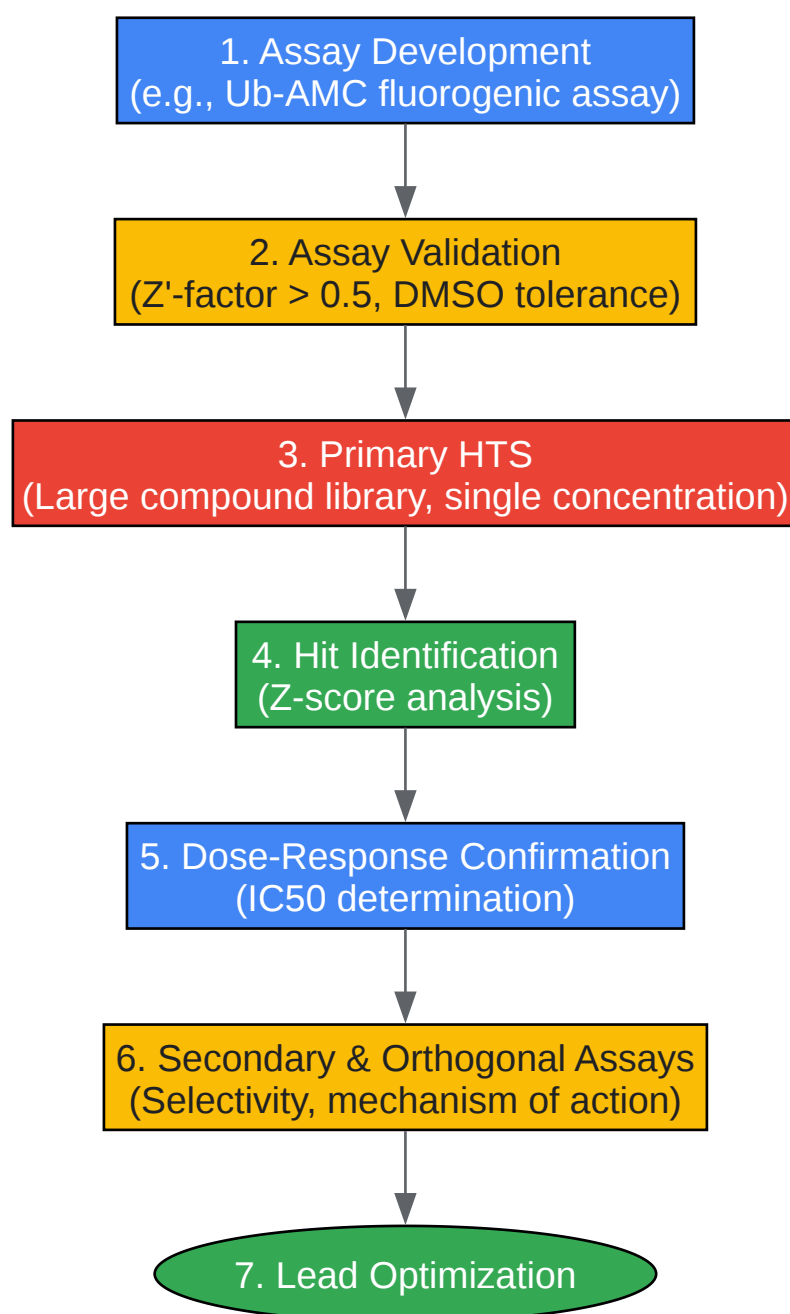 1. Assay Development
(e.g., Ub-AMC fluorogenic assay)
2. Assay Validation
(Z'-factor > 0.5, DMSO tolerance)
3. Primary HTS
(Large compound library, single concentration)
4. Hit Identification
(Z-score analysis)
5. Dose-Response Confirmation
(IC50 determination)
6. Secondary & Orthogonal Assays
(Selectivity, mechanism of action)
7. Lead Optimization